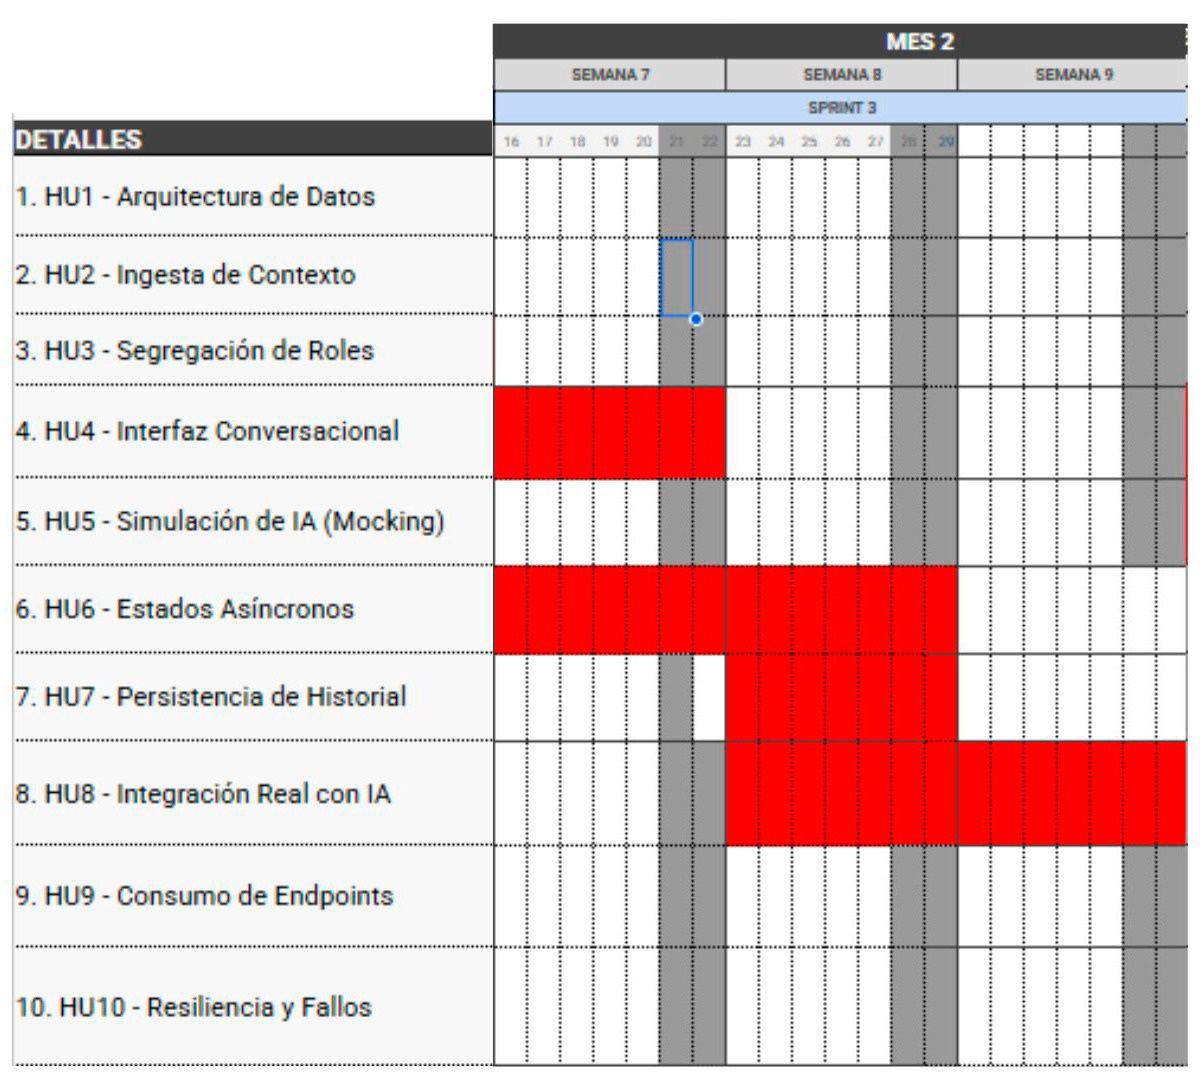 MES 2
SEMANA 7 SEMANA 8 SEMANA 9
SPRINT 3
DETALLES 16 17 18 19 20 21 22 23 24 25 26 27 28 29
1. HU1 - Arquitectura de Datos
2. HU2 - Ingesta de Contexto
3. HU3 - Segregación de Roles
4. HU4 - Interfaz Conversacional
5. HU5 - Simulación de IA (Mocking)
6. HU6 - Estados Asíncronos
7. HU7 - Persistencia de Historial
8. HU8 - Integración Real con IA
9. HU9 - Consumo de Endpoints
10. HU10 - Resiliencia y Fallos